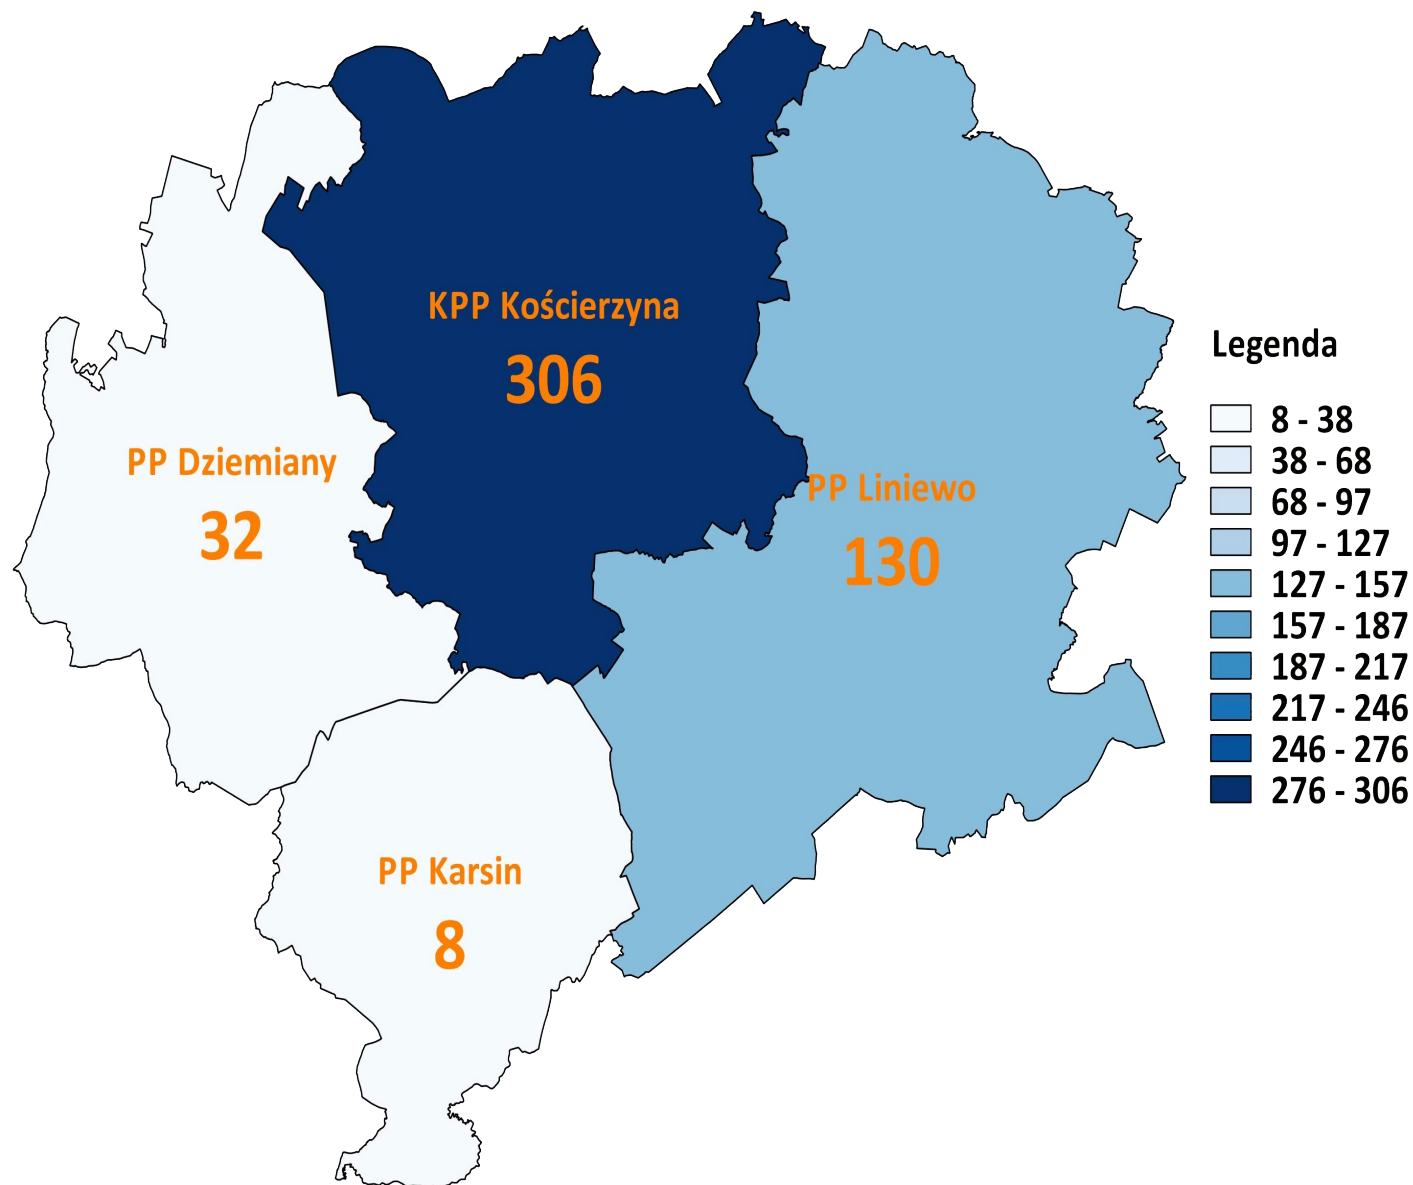 KPP Kościerzyna
306
PP Dziemiany
32
PP Liniewo
130
PP Karsin
8
Legenda
8 - 38
38 - 68
68 - 97
97 - 127
127 - 157
157 - 187
187 - 217
217 - 246
246 - 276
276 - 306